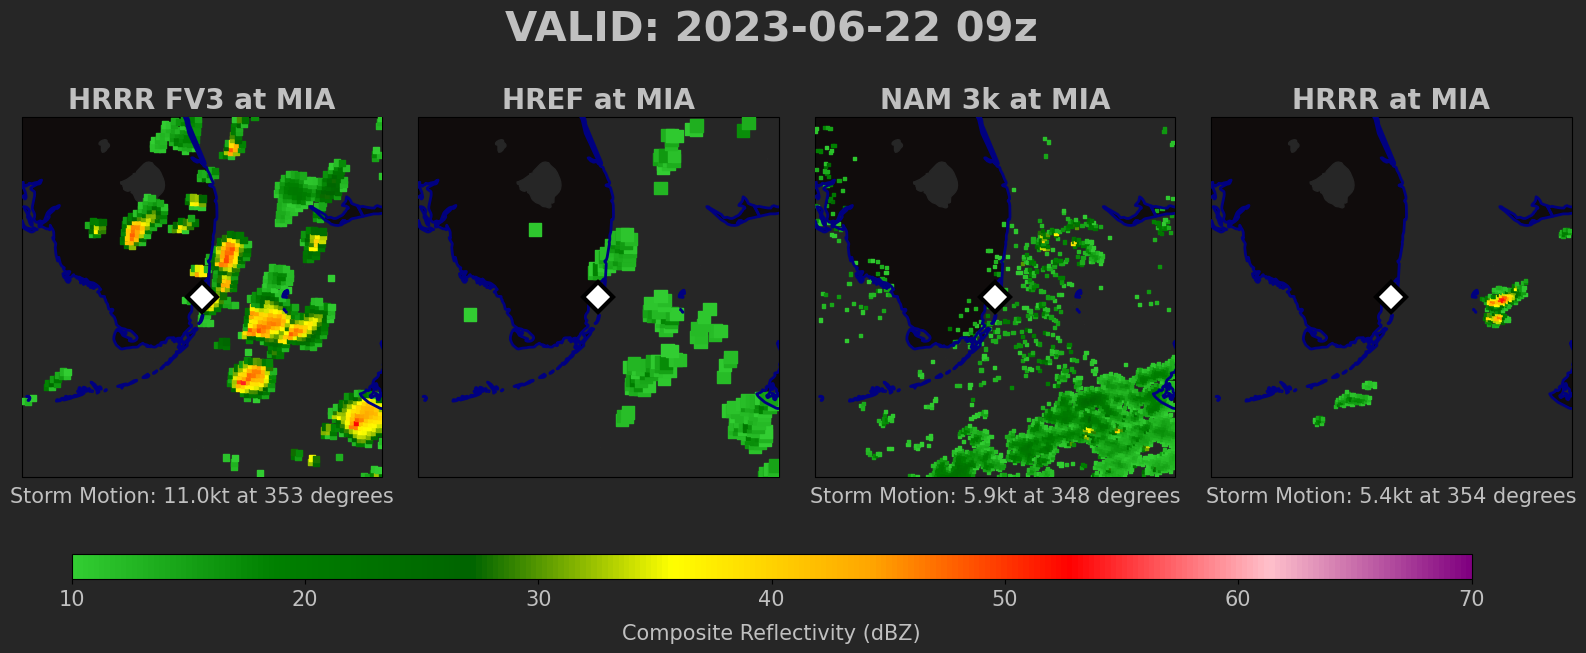 VALID: 2023-06-22 09z
HRRR FV3 at MIA
HREF at MIA
NAM 3k at MIA
HRRR at MIA
Storm Motion: 11.0kt at 353 degrees
Storm Motion: 5.9kt at 348 degrees
Storm Motion: 5.4kt at 354 degrees
10 20 30 40 50 60 70
Composite Reflectivity (dBZ)